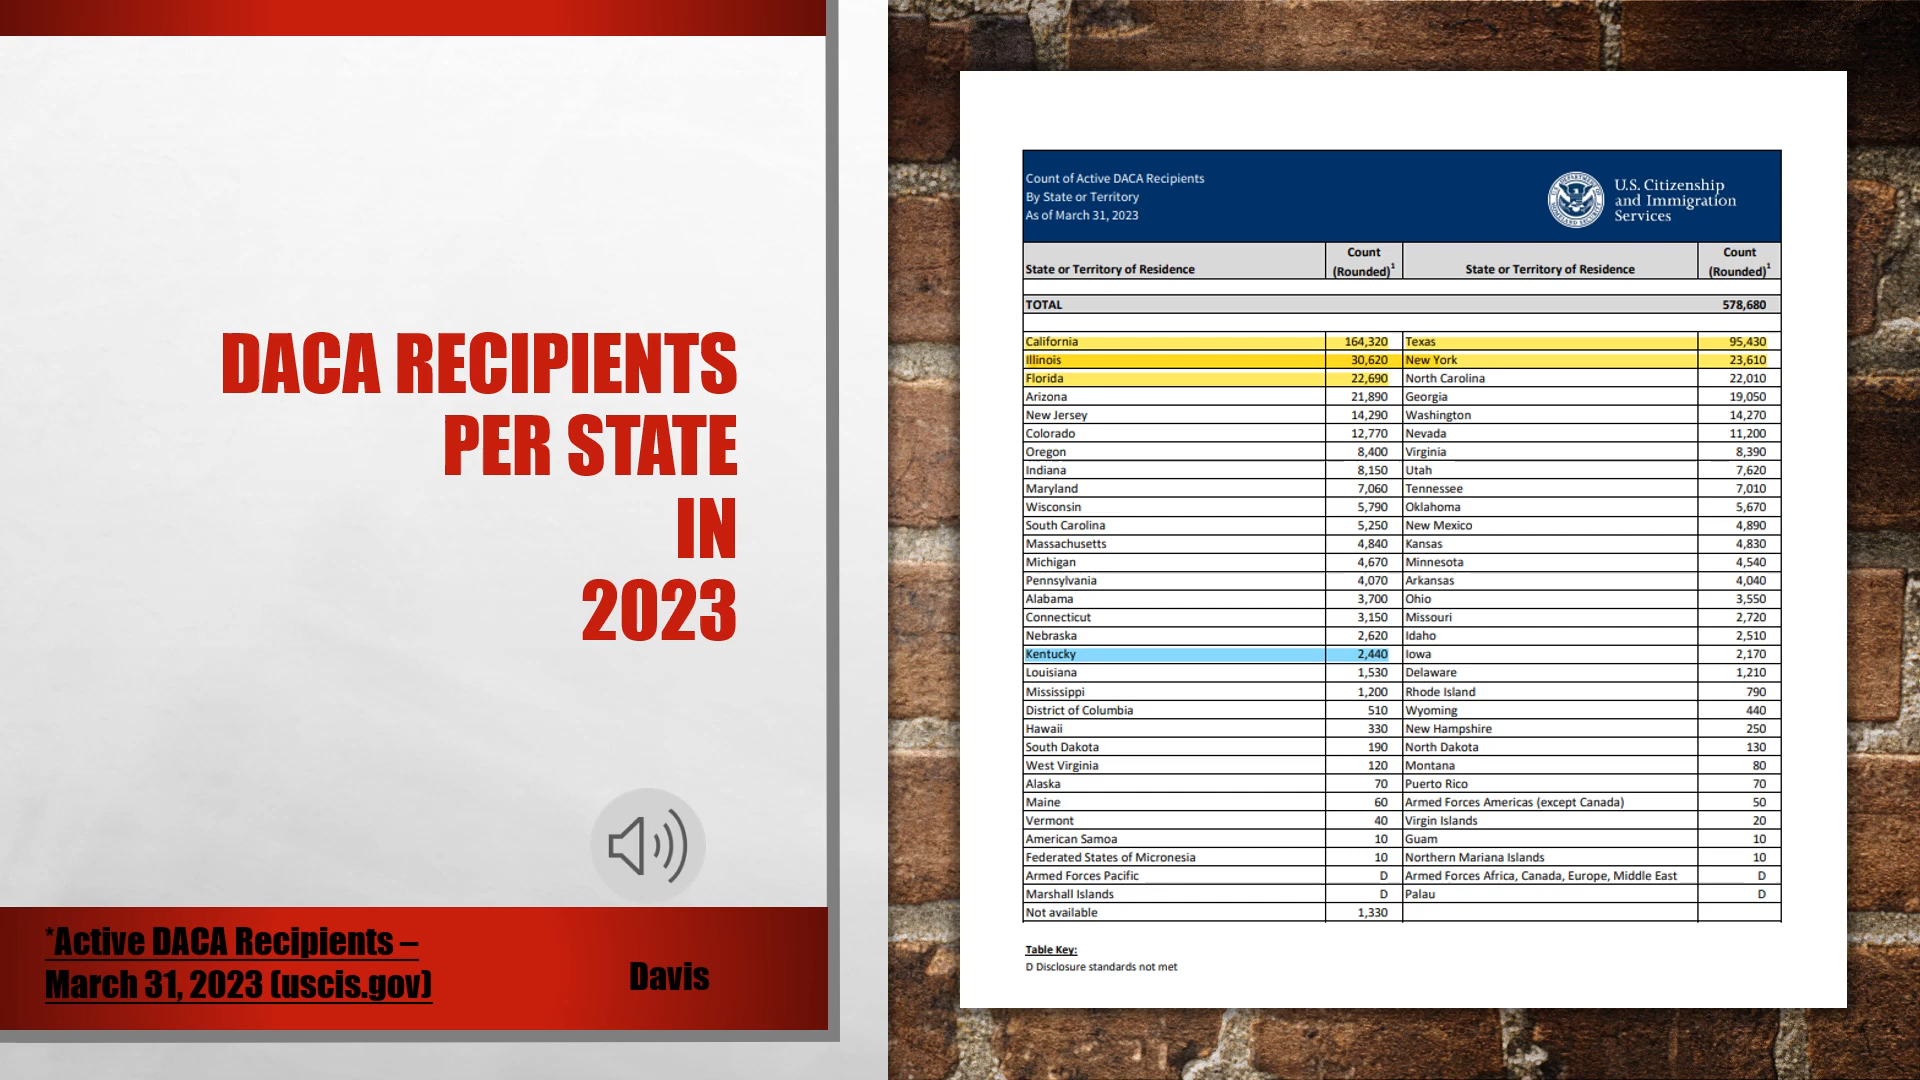 DACA RECIPIENTS
PER STATE
IN
2023
*Active DACA Recipients –
March 31, 2023 (uscis.gov)
Davis
Count of Active DACA Recipients
By State or Territory
As of March 31, 2023
U.S. Citizenship
and Immigration
Services
State or Territory of Residence Count (Rounded)1 State or Territory of Residence Count (Rounded)1
TOTAL 578,680
California 164,320 Texas 95,430
Illinois 30,620 New York 23,610
Florida 22,690 North Carolina 22,010
Arizona 21,890 Georgia 19,050
New Jersey 14,290 Washington 14,270
Colorado 12,770 Nevada 11,200
Oregon 8,400 Virginia 8,390
Indiana 8,150 Utah 7,620
Maryland 7,060 Tennessee 7,010
Wisconsin 5,790 Oklahoma 5,670
South Carolina 5,250 New Mexico 4,890
Massachusetts 4,840 Kansas 4,830
Michigan 4,670 Minnesota 4,540
Pennsylvania 4,070 Arkansas 4,040
Alabama 3,700 Ohio 3,550
Connecticut 3,150 Missouri 2,720
Nebraska 2,620 Idaho 2,510
Kentucky 2,440 Iowa 2,170
Louisiana 1,530 Delaware 1,210
Mississippi 1,200 Rhode Island 790
District of Columbia 510 Wyoming 440
Hawaii 330 New Hampshire 250
South Dakota 190 North Dakota 130
West Virginia 120 Montana 80
Alaska 70 Puerto Rico 70
Maine 60 Armed Forces Americas (except Canada) 50
Vermont 40 Virgin Islands 20
American Samoa 10 Guam 10
Federated States of Micronesia 10 Northern Mariana Islands 10
Armed Forces Pacific D Armed Forces Africa, Canada, Europe, Middle East D
Marshall Islands D Palau D
Not available 1,330
Table Key:
D Disclosure standards not met